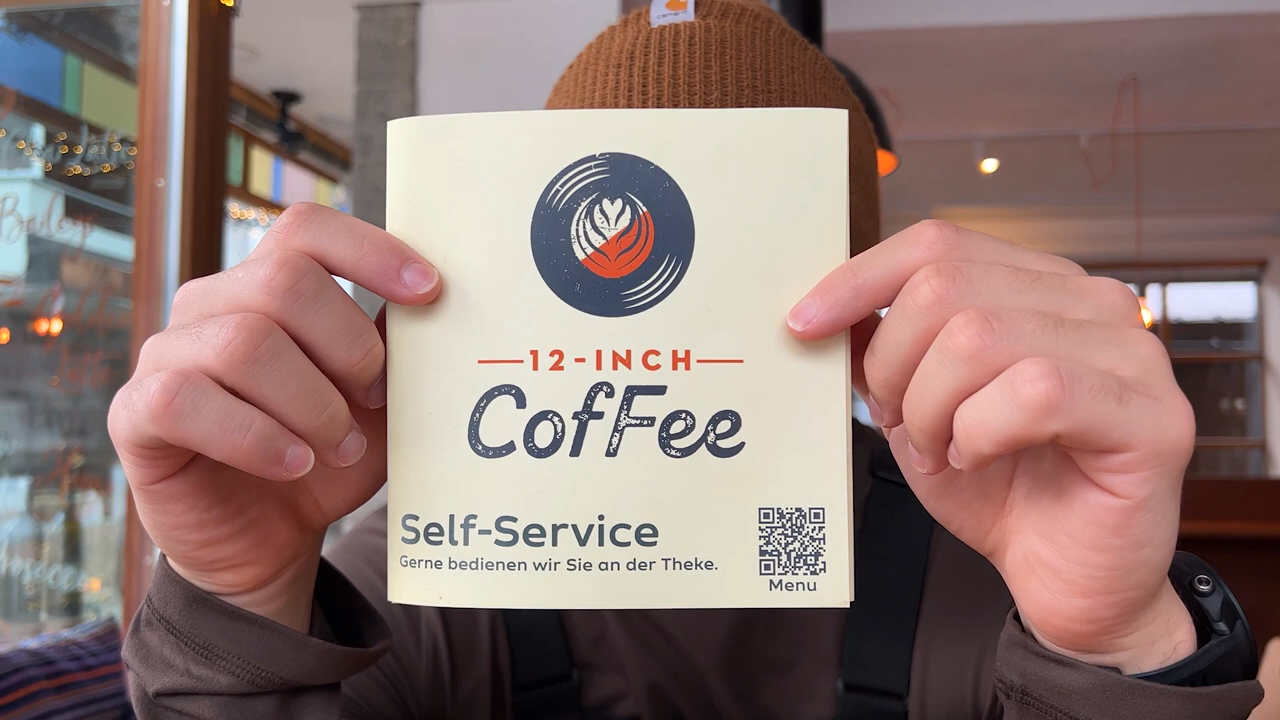 12-INCH
CofFee
Self-Service
Gerne bedienen wir Sie an der Theke.
Menu